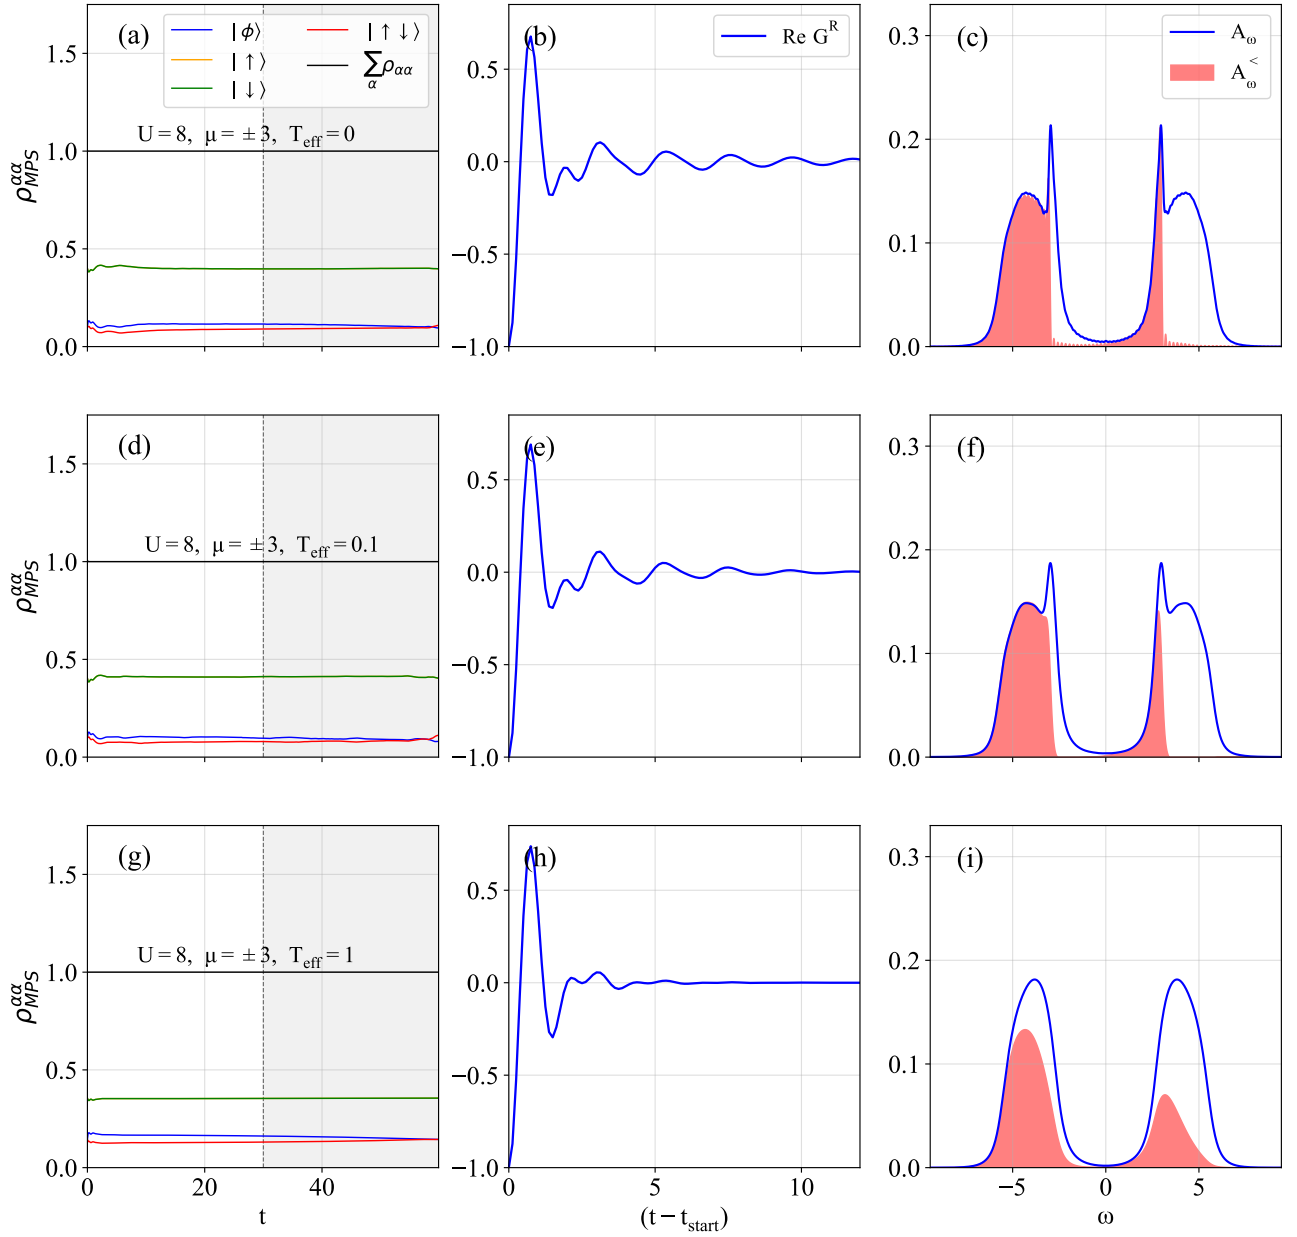 (a)
| ϕ⟩
| ↑⟩
| ↓⟩
| ↑ ↓⟩
∑_α ρ_αα
U = 8, μ = ± 3, T_eff = 0
ρ^αα_MPS
1.5
1.0
0.5
0.0
(b)
Re G^R
0.5
0.0
−0.5
−1.0
(c)
A_ω
A_ω^<
0.3
0.2
0.1
0.0
(d)
U = 8, μ = ± 3, T_eff = 0.1
ρ^αα_MPS
1.5
1.0
0.5
0.0
(e)
0.5
0.0
−0.5
−1.0
(f)
0.3
0.2
0.1
0.0
(g)
U = 8, μ = ± 3, T_eff = 1
ρ^αα_MPS
1.5
1.0
0.5
0.0
0 20 40
t
(h)
0.5
0.0
−0.5
−1.0
0 5 10
(t − t_start)
(i)
0.3
0.2
0.1
0.0
−5 0 5
ω